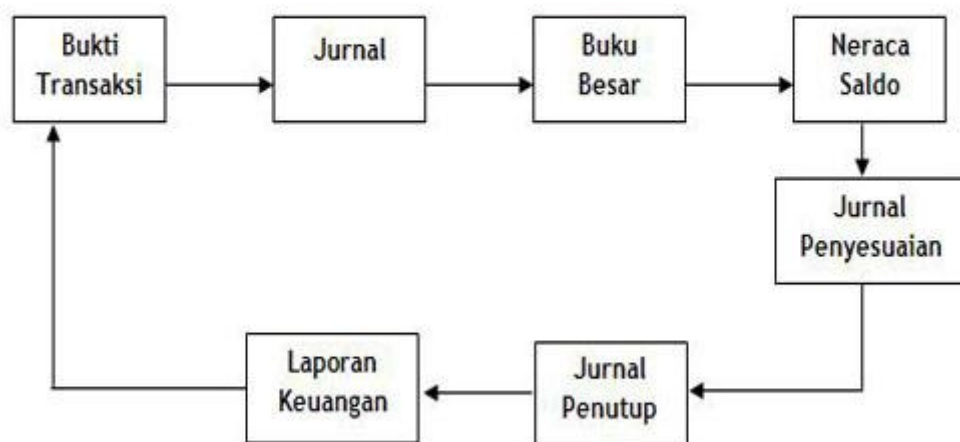 Bukti
Transaksi
Jurnal
Buku
Besar
Neraca
Saldo
Jurnal
Penyesuaian
Jurnal
Penutup
Laporan
Keuangan